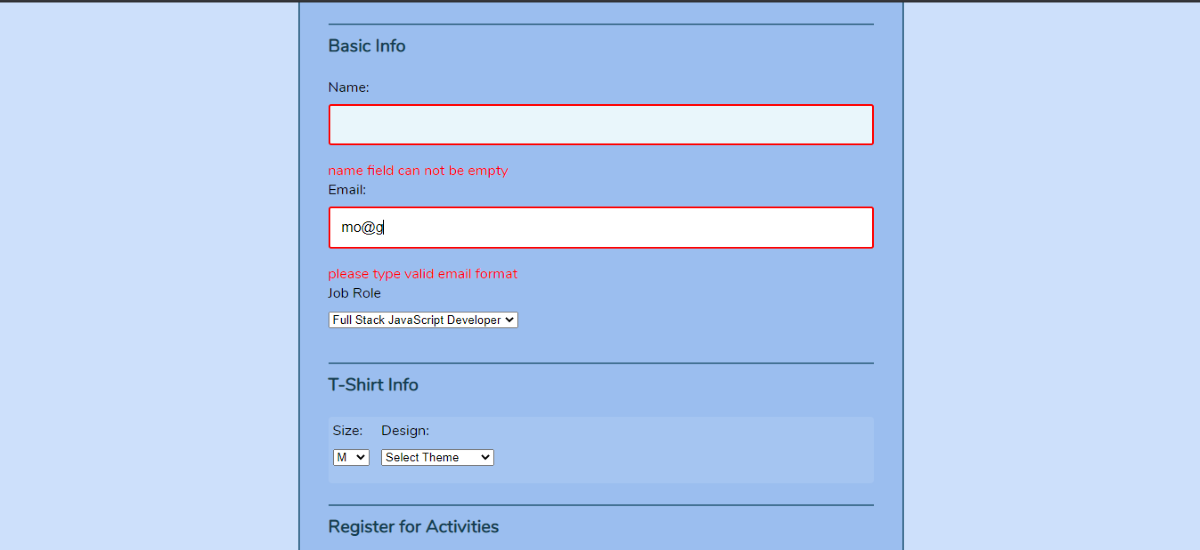 Basic Info
Name:
name field can not be empty
Email:
mo@g
please type valid email format
Job Role
Full Stack JavaScript Developer
T-Shirt Info
Size: Design:
M Select Theme
Register for Activities